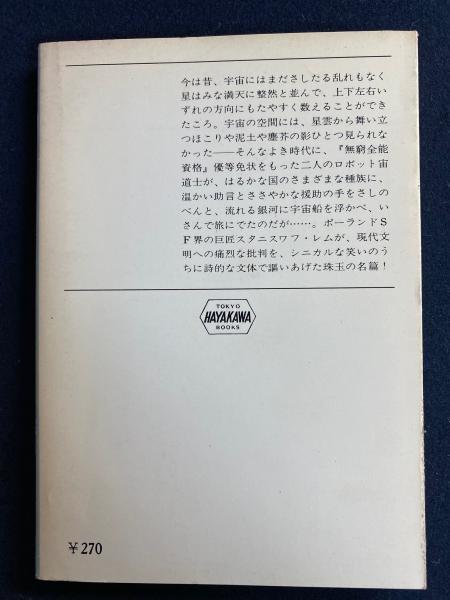 今は昔、宇宙にはまださしたる乱れもなく
星はみな満天に整然と並んで、上下左右い
ずれの方向にもたやすく数えることができ
たころ。宇宙の空間には、星雲から舞い立
つほこりや泥土や塵芥の影ひとつ見られな
かった――そんなよき時代に、『無窮全能
資格』優等免状をもった二人のロボット宙
道士が、はるかな国のさまざまな種族に、
温かい助言とささやかな援助の手をさしの
べんと、流れる銀河に宇宙船を浮かべ、い
さんで旅にでたのだが……。ポーランドS
F界の巨匠スタニスワフ・レムが、現代文
明への痛烈な批判を、シニカルな笑いのう
ちに詩的な文体で謳いあげた珠玉の名篇！
TOKYO
HAYAKAWA
BOOKS
￥270